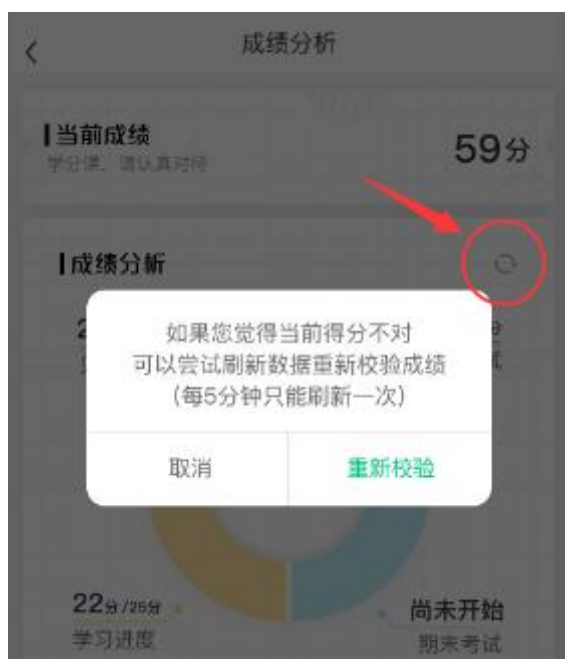 成绩分析
当前成绩
学分课，请认真对待
59分
成绩分析
如果您觉得当前得分不对
可以尝试刷新数据重新校验成绩
（每5分钟只能刷新一次）
取消
重新校验
22分/25分
学习进度
尚未开始
期末考试